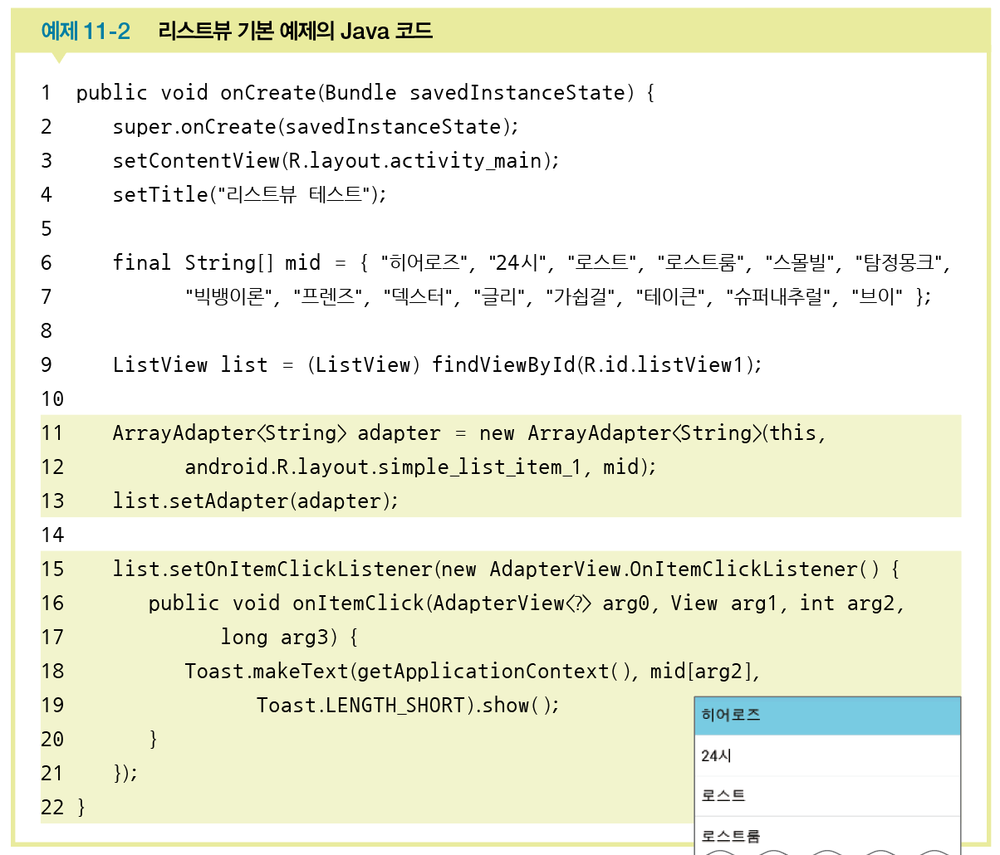 예제 11-2 리스트뷰 기본 예제의 Java 코드
1 public void onCreate(Bundle savedInstanceState) {
2 super.onCreate(savedInstanceState);
3 setContentView(R.layout.activity_main);
4 setTitle("리스트뷰 테스트");
5
6 final String[] mid = { "히어로즈", "24시", "로스트", "로스트룸", "스몰빌", "탐정몽크",
7 "빅뱅이론", "프렌즈", "덱스터", "글리", "가쉽걸", "테이큰", "슈퍼내추럴", "브이" };
8
9 ListView list = (ListView) findViewById(R.id.listView1);
10
11 ArrayAdapter<String> adapter = new ArrayAdapter<String>(this,
12 android.R.layout.simple_list_item_1, mid);
13 list.setAdapter(adapter);
14
15 list.setOnItemClickListener(new AdapterView.OnItemClickListener() {
16 public void onItemClick(AdapterView<?> arg0, View arg1, int arg2,
17 long arg3) {
18 Toast.makeText(getApplicationContext(), mid[arg2],
19 Toast.LENGTH_SHORT).show();
20 }
21 });
22 }
히어로즈
24시
로스트
로스트룸